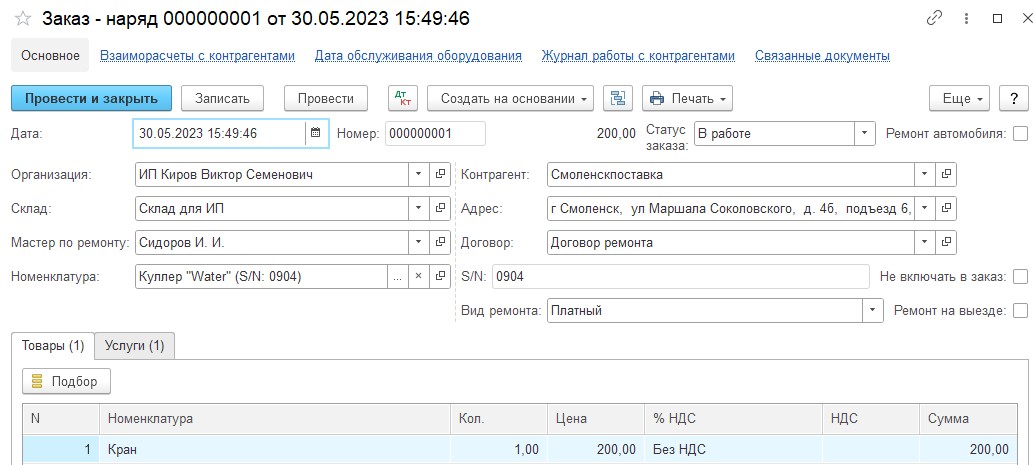 Заказ - наряд 000000001 от 30.05.2023 15:49:46
Основное Взаиморасчеты с контрагентами Дата обслуживания оборудования Журнал работы с контрагентами Связанные документы
Провести и закрыть Записать Провести Дт Кт Создать на основании Печать Еще ?
Дата: 30.05.2023 15:49:46 Номер: 000000001 200,00 Статус заказа: В работе Ремонт автомобиля:
Организация: ИП Киров Виктор Семенович Контрагент: Смоленскпоставка
Склад: Склад для ИП Адрес: г Смоленск, ул Маршала Соколовского, д. 4б, подъезд 6,
Мастер по ремонту: Сидоров И. И. Договор: Договор ремонта
Номенклатура: Куллер "Water" (S/N: 0904) ... × S/N: 0904 Не включать в заказ:
Вид ремонта: Платный Ремонт на выезде:
Товары (1) Услуги (1)
Подбор
N Номенклатура Кол. Цена % НДС НДС Сумма
1 Кран 1,00 200,00 Без НДС 200,00